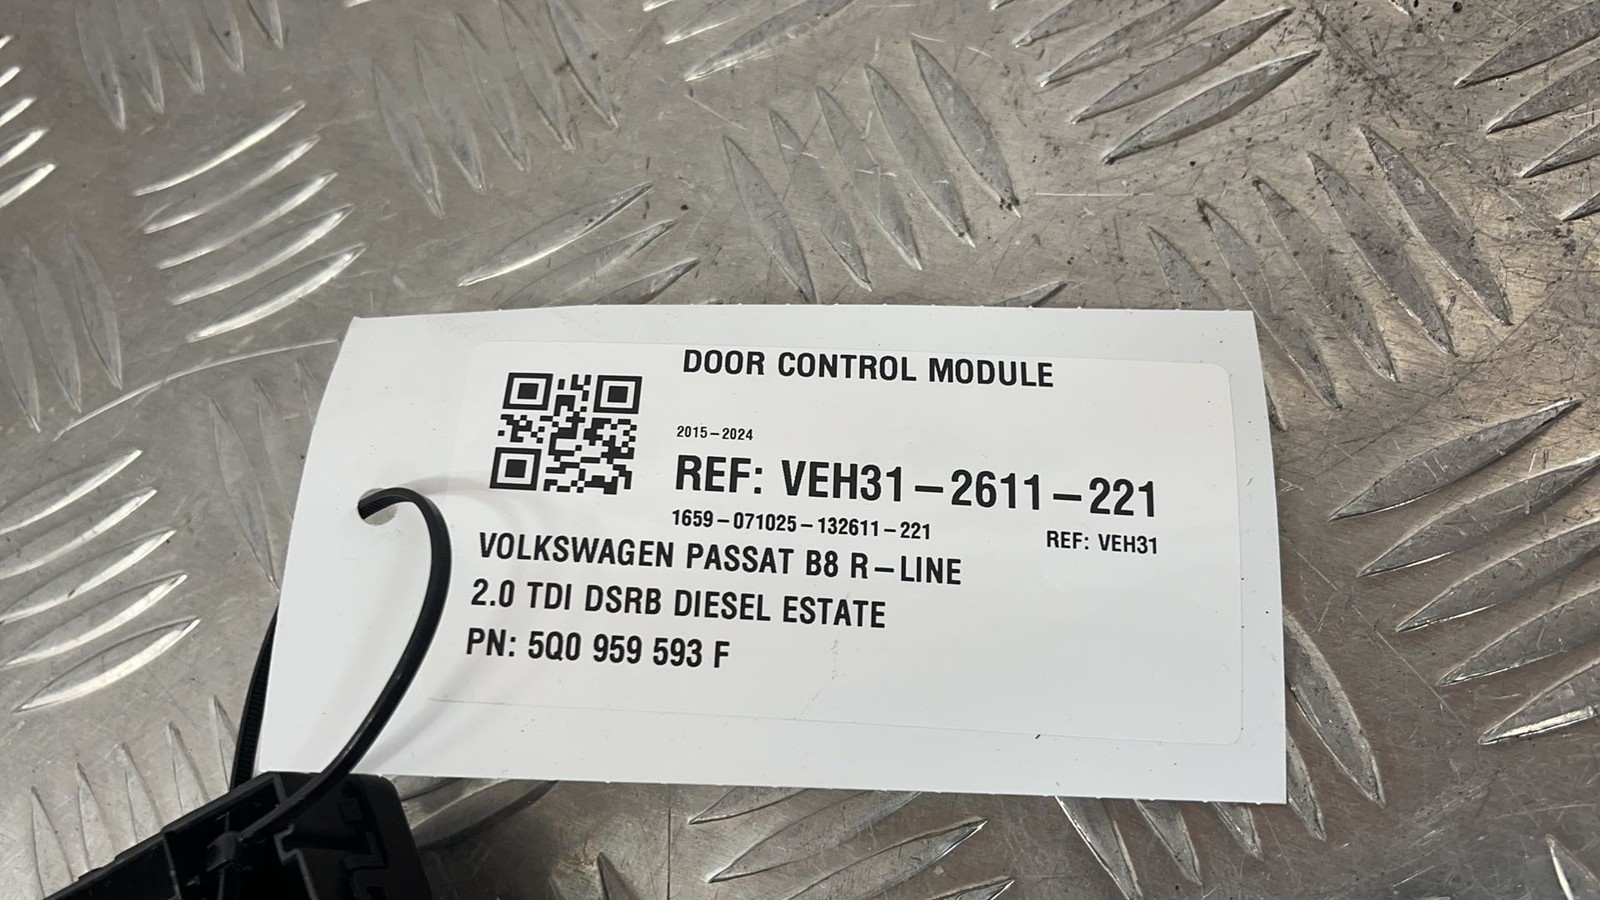 DOOR CONTROL MODULE
2015-2024
REF: VEH31-2611-221
1659-071025-132611-221
REF: VEH31
VOLKSWAGEN PASSAT B8 R-LINE
2.0 TDI DSRB DIESEL ESTATE
PN: 5Q0 959 593 F